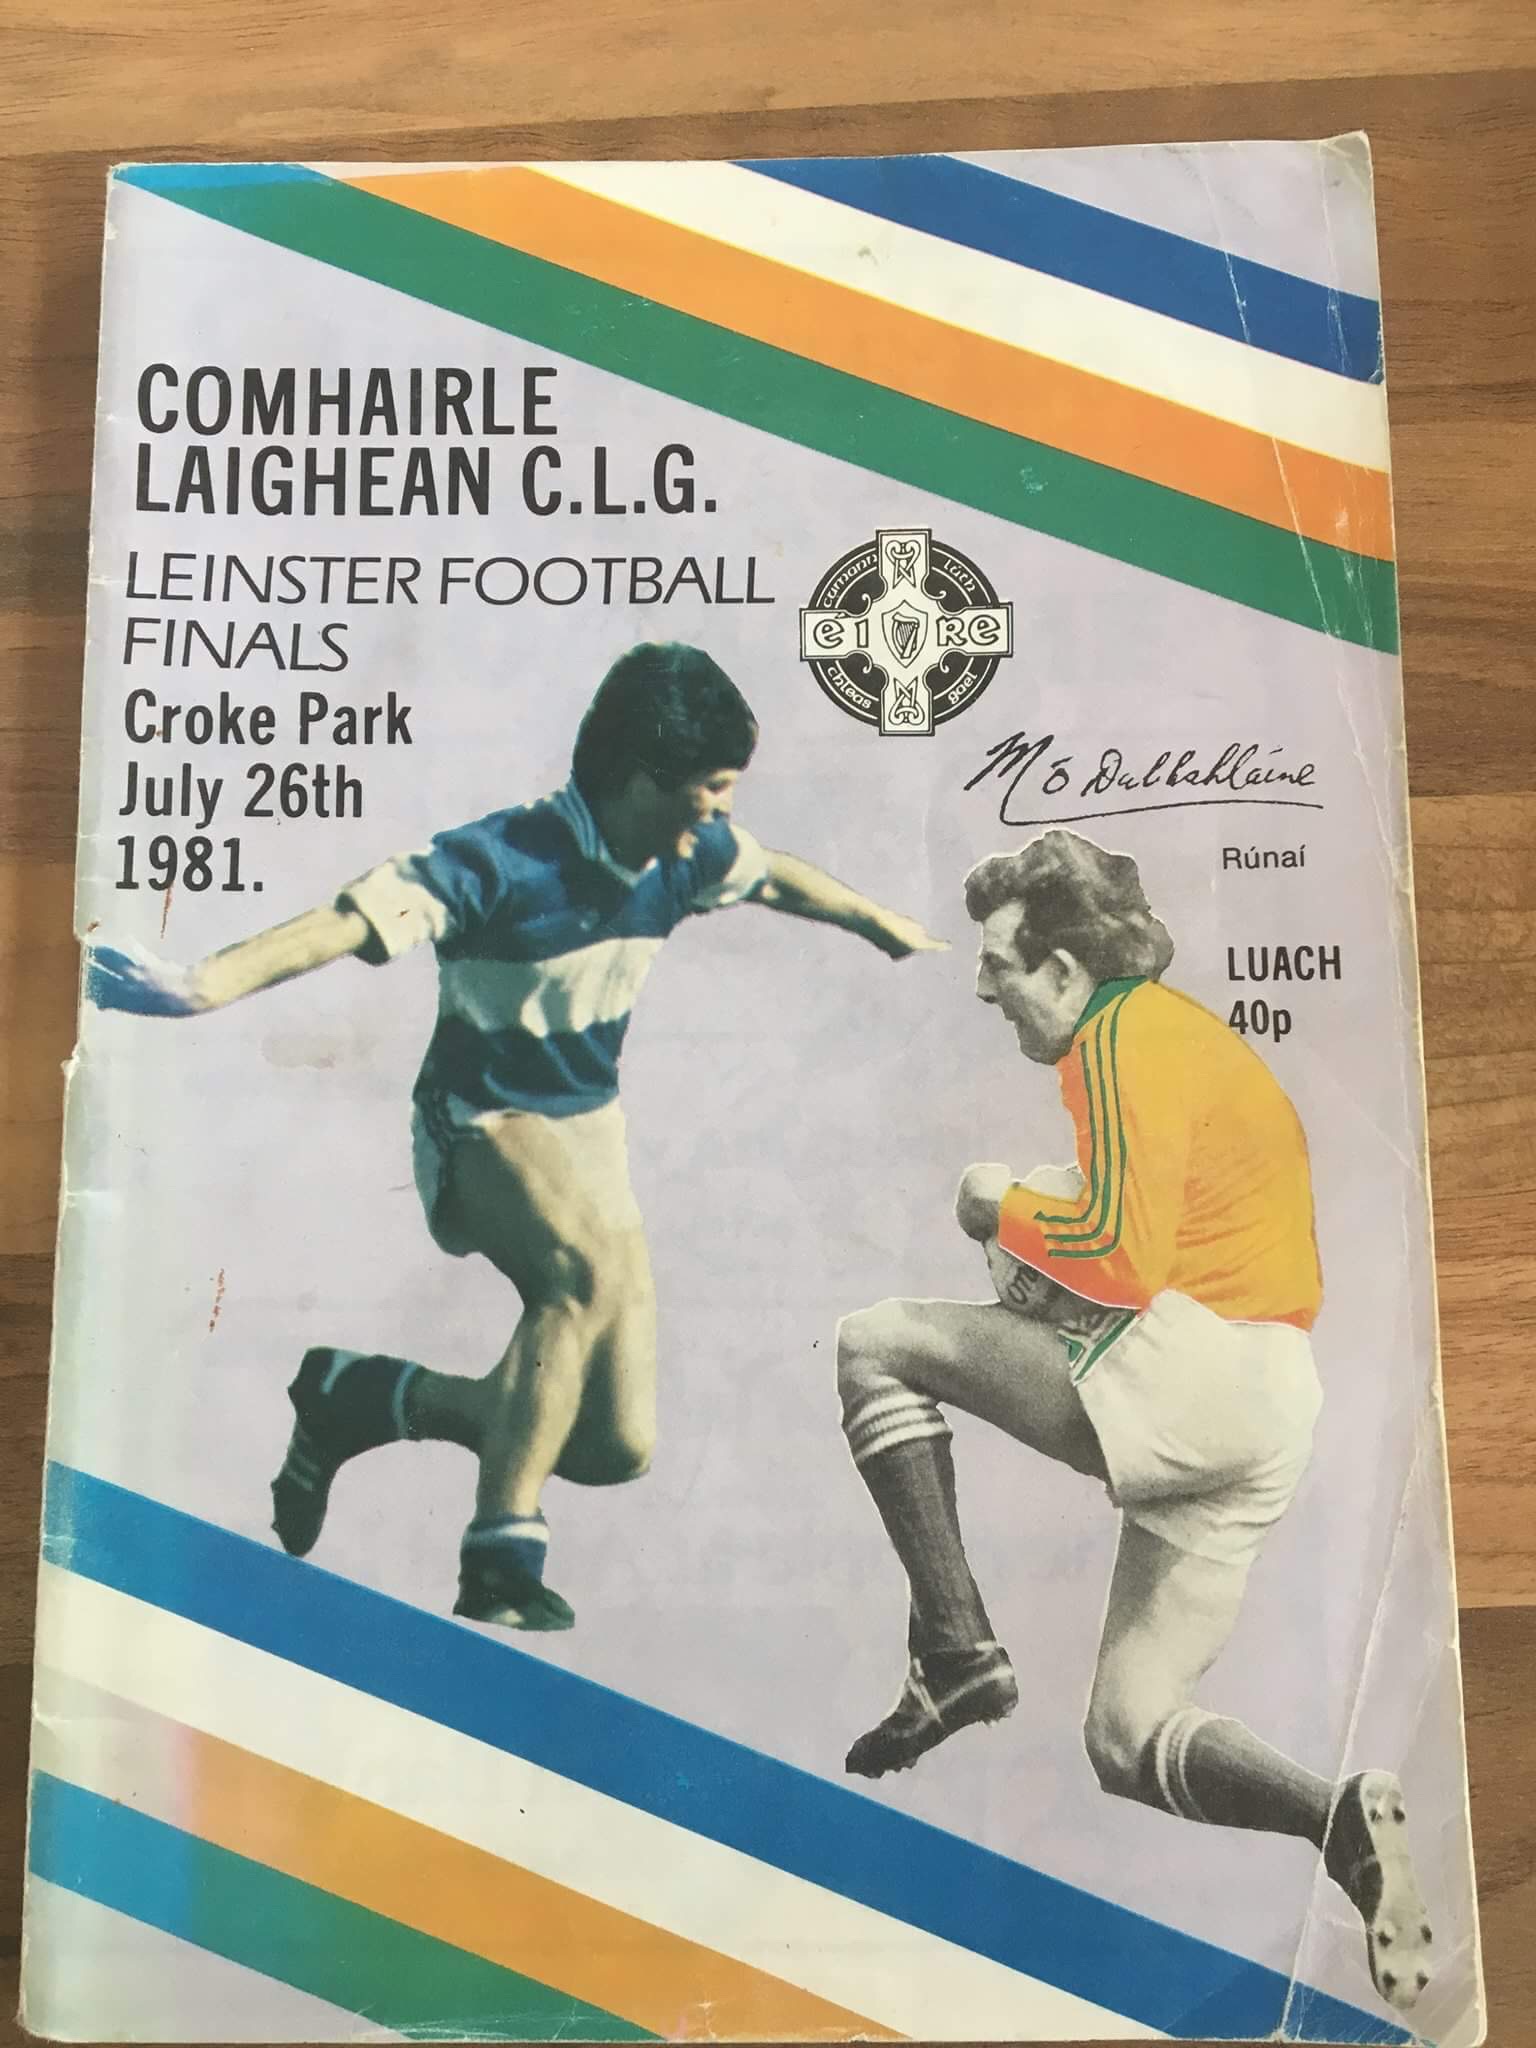 COMHAIRLE
LAIGHEAN C.L.G.
LEINSTER FOOTBALL
FINALS
Croke Park
July 26th
1981.
cumann lúth
éire
chleas gael
M Ó Dubhshláine
Rúnaí
LUACH
40p